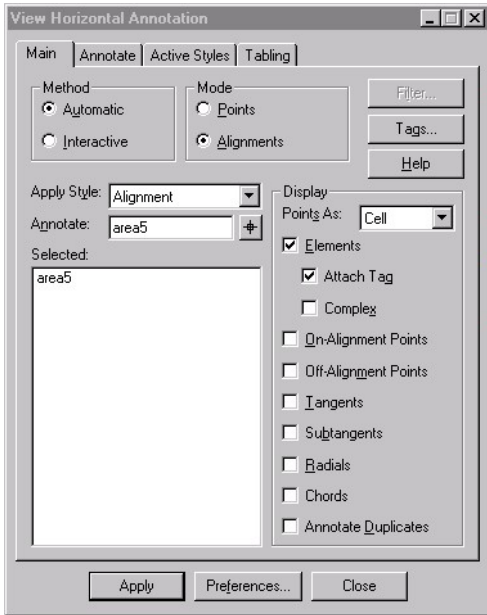 View Horizontal Annotation
Main Annotate Active Styles Tabling
Method
Automatic
Interactive
Mode
Points
Alignments
Filter...
Tags...
Help
Apply Style: Alignment
Annotate: area5
Selected:
area5
Display
Points As: Cell
Elements
Attach Tag
Complex
On-Alignment Points
Off-Alignment Points
Tangents
Subtangents
Radials
Chords
Annotate Duplicates
Apply Preferences... Close